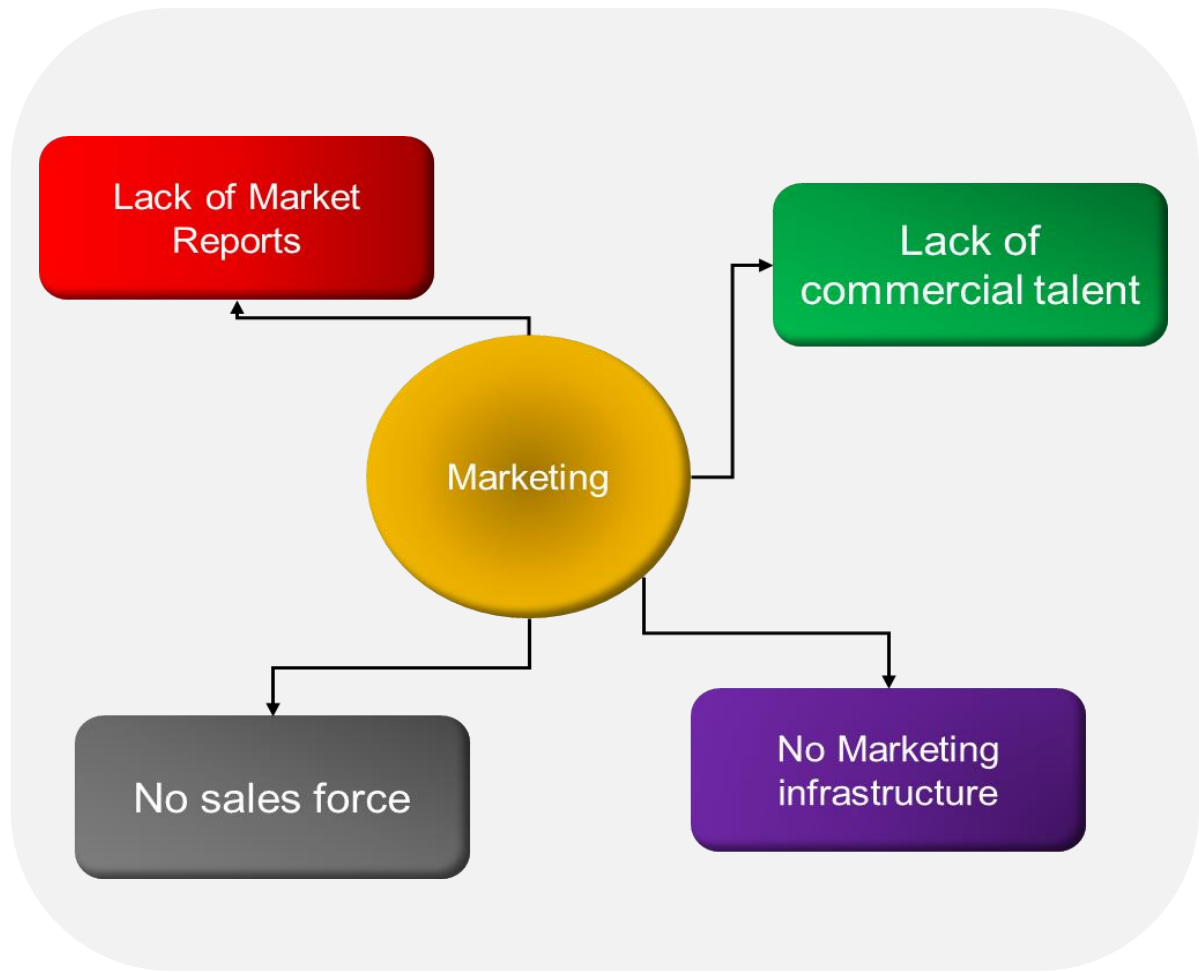 Lack of Market
Reports
Lack of
commercial talent
Marketing
No sales force
No Marketing
infrastructure